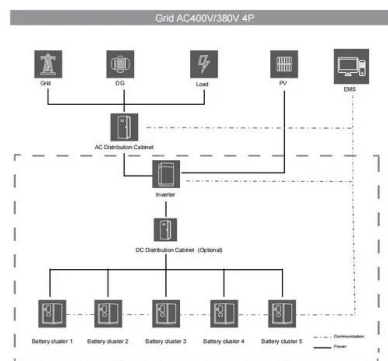 Grid AC400V/380V 4P
Grid
DG
Load
PV
EMS
AC Distribution Cabinet
Inverter
DC Distribution Cabinet (Optional)
Battery cluster 1
Battery cluster 2
Battery cluster 3
Battery cluster 4
Battery cluster 5
Communication
Power